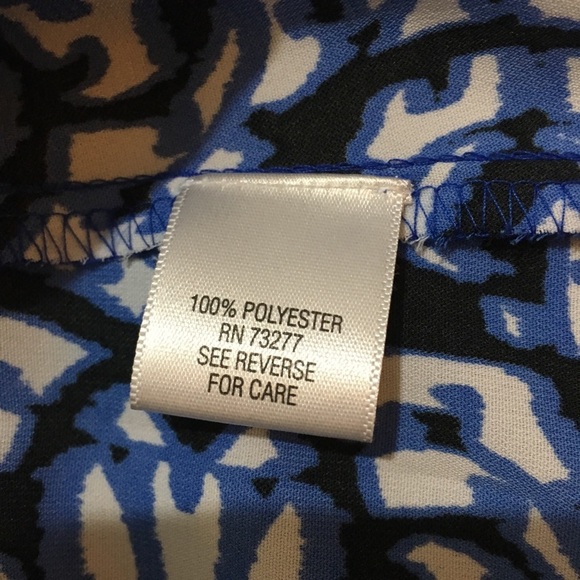 100% POLYESTER
RN 73277
SEE REVERSE
FOR CARE